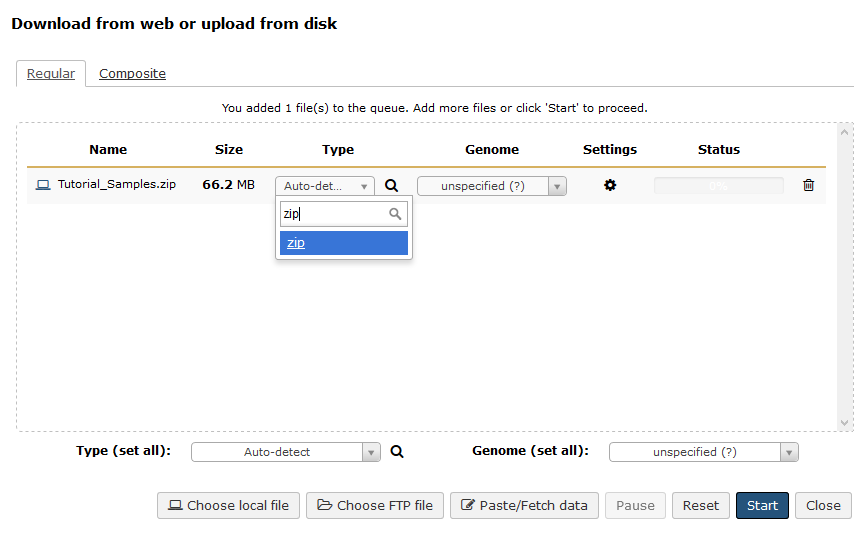 Download from web or upload from disk
Regular Composite
You added 1 file(s) to the queue. Add more files or click 'Start' to proceed.
Name Size Type Genome Settings Status
Tutorial_Samples.zip 66.2 MB Auto-det... unspecified (?) 0%
zip
zip
Type (set all): Auto-detect Genome (set all): unspecified (?)
Choose local file Choose FTP file Paste/Fetch data Pause Reset Start Close